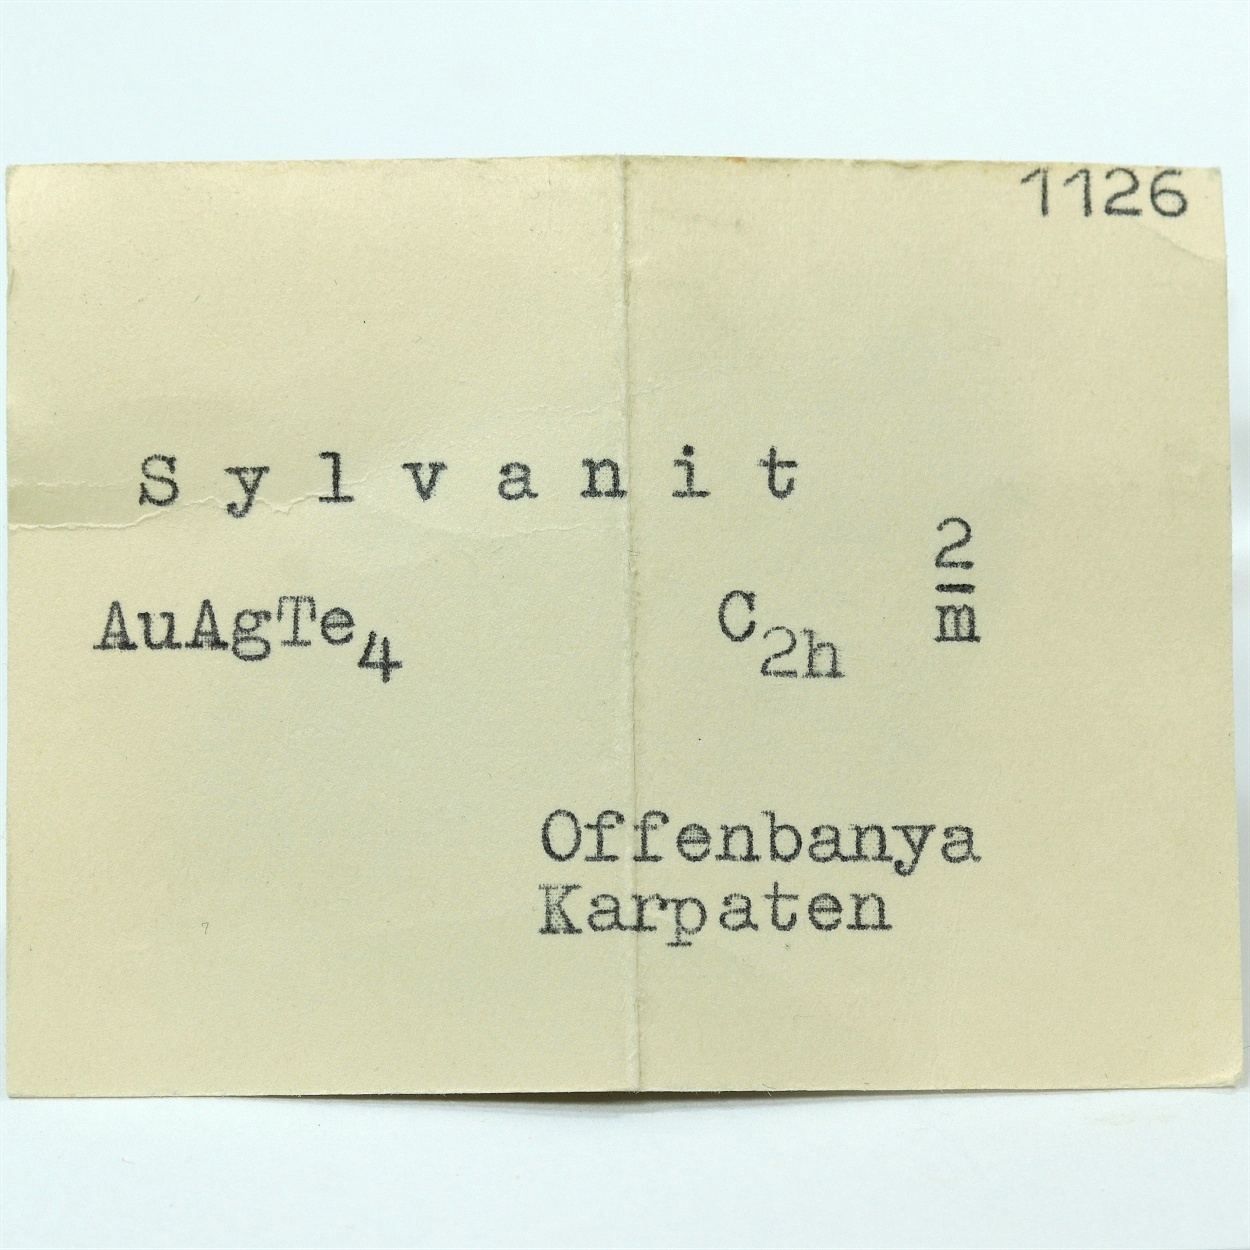 1126
Sylvanit
AuAgTe₄ C₂ₕ 2/m
Offenbanya
Karpaten